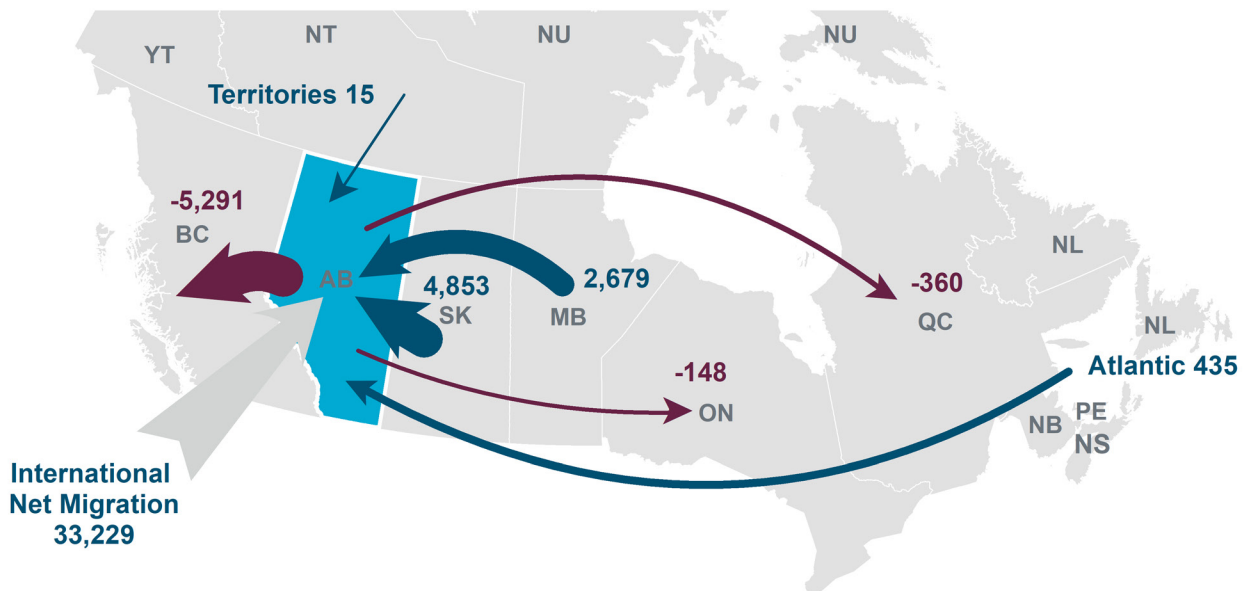 NT
NU
NU
YT
Territories 15
-5,291
BC
NL
AB
4,853
2,679
-360
SK
MB
QC
NL
Atlantic 435
-148
ON
PE
NB
NS
International
Net Migration
33,229